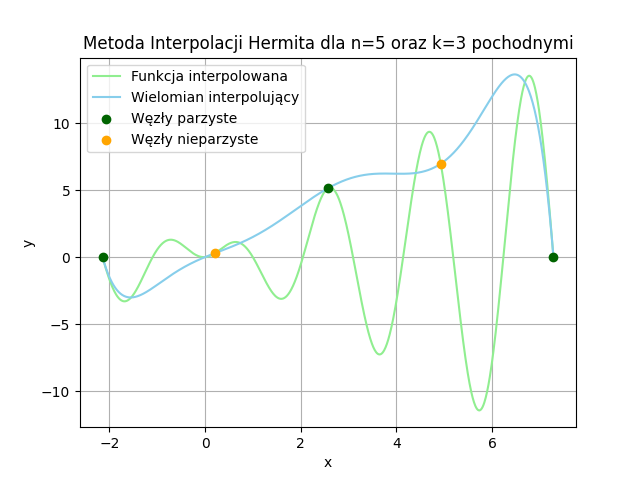 Metoda Interpolacji Hermita dla n=5 oraz k=3 pochodnymi
Funkcja interpolowana
Wielomian interpolujący
Węzły parzyste
Węzły nieparzyste
y
10
5
0
−5
−10
−2
0
2
4
6
x